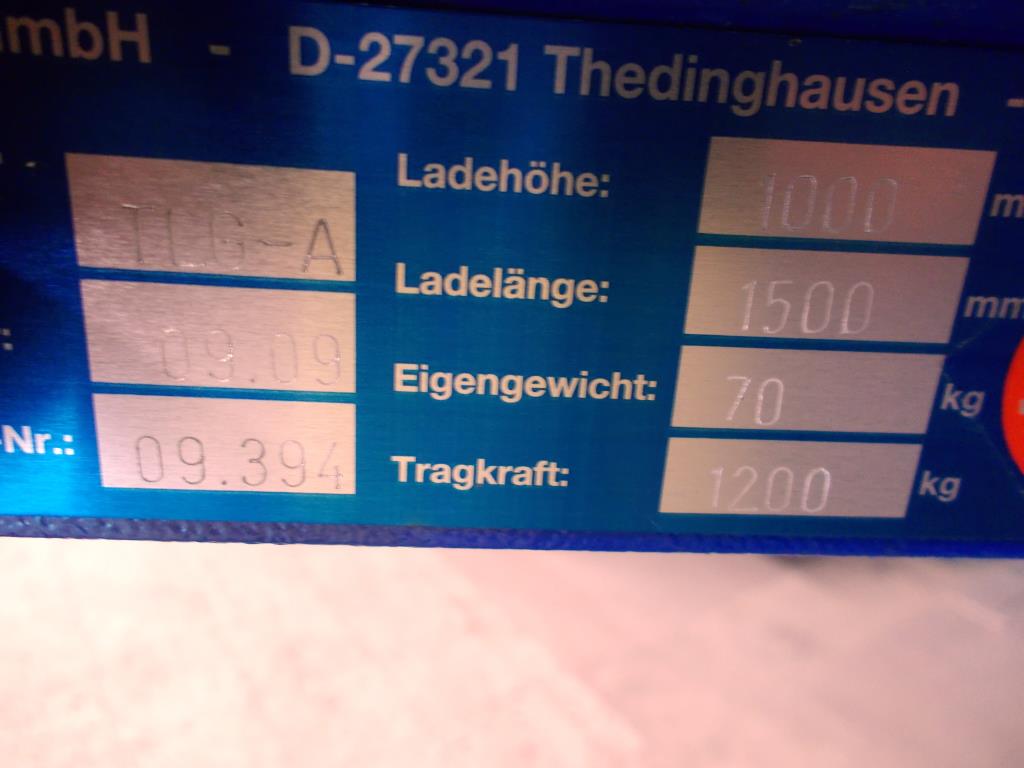 mbH - D-27321 Thedinghausen -
TLG-A Ladehöhe: 1000 m
09.09 Ladelänge: 1500 mm
Eigengewicht: 70 kg
-Nr.: 09.394 Tragkraft: 1200 kg